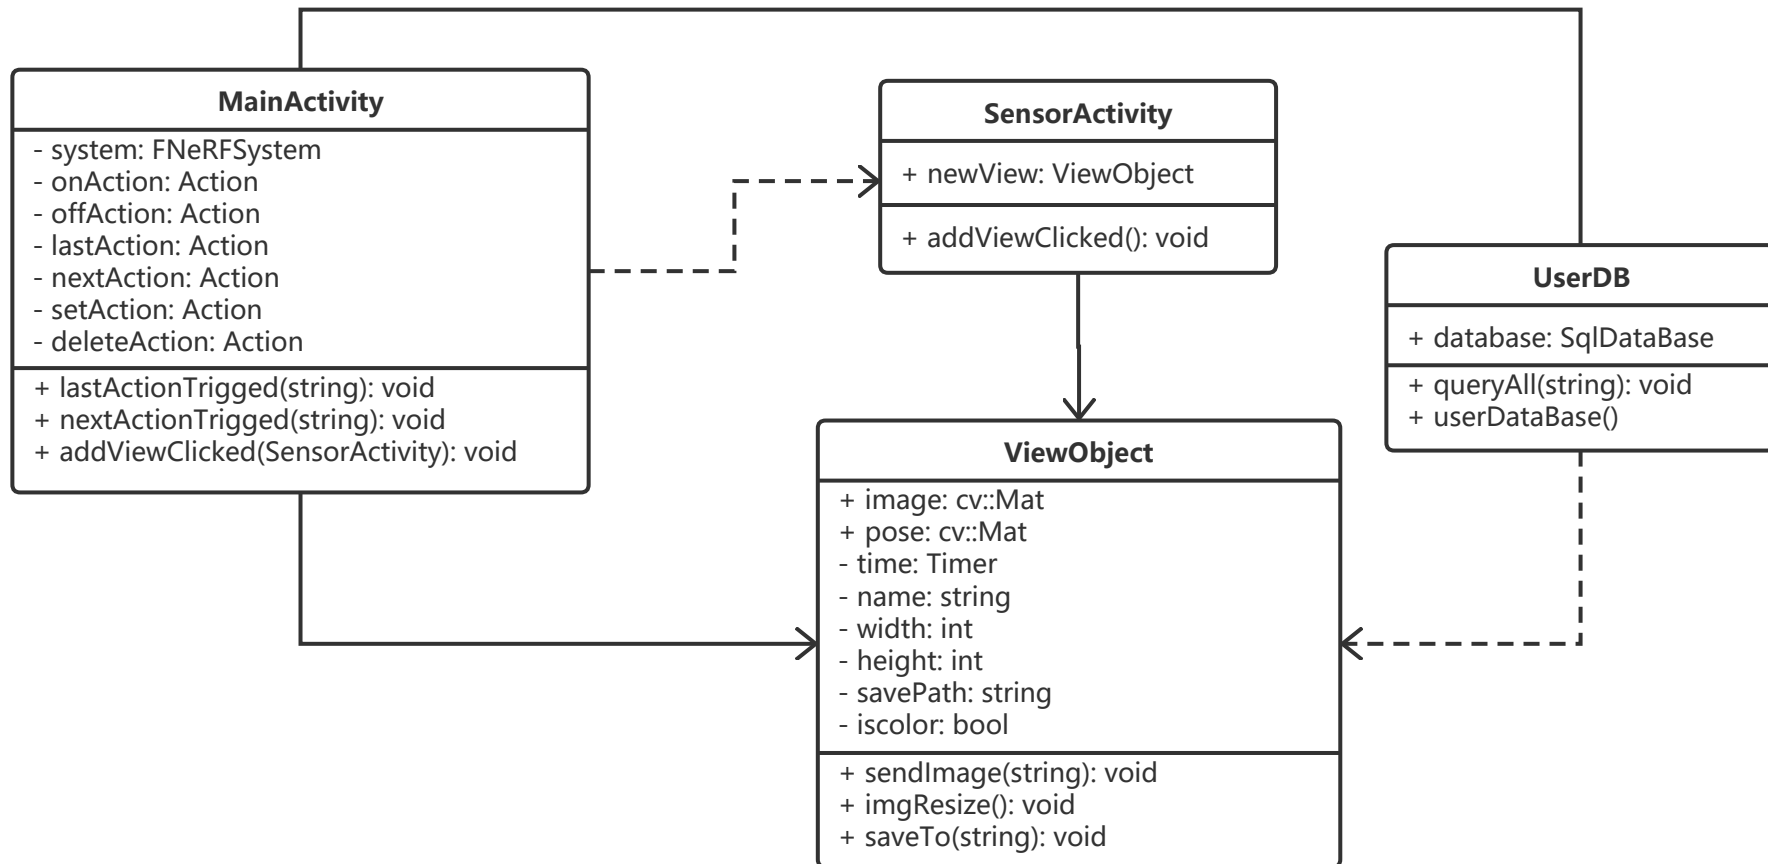 MainActivity
- system: FNeRFSystem
- onAction: Action
- offAction: Action
- lastAction: Action
- nextAction: Action
- setAction: Action
- deleteAction: Action
+ lastActionTrigged(string): void
+ nextActionTrigged(string): void
+ addViewClicked(SensorActivity): void
SensorActivity
+ newView: ViewObject
+ addViewClicked(): void
UserDB
+ database: SqlDataBase
+ queryAll(string): void
+ userDataBase()
ViewObject
+ image: cv::Mat
+ pose: cv::Mat
- time: Timer
- name: string
- width: int
- height: int
- savePath: string
- iscolor: bool
+ sendImage(string): void
+ imgResize(): void
+ saveTo(string): void